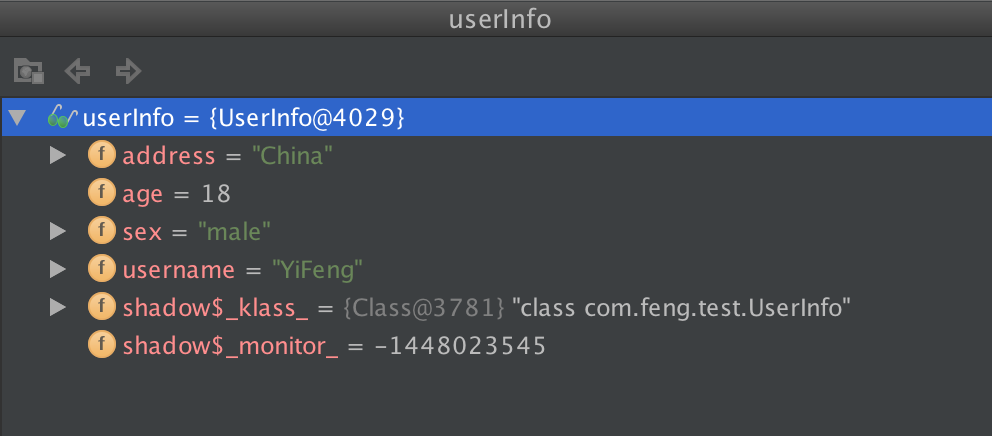 userInfo
userInfo = {UserInfo@4029}
f address = "China"
f age = 18
f sex = "male"
f username = "YiFeng"
f shadow$_klass_ = {Class@3781} "class com.feng.test.UserInfo"
f shadow$_monitor_ = -1448023545